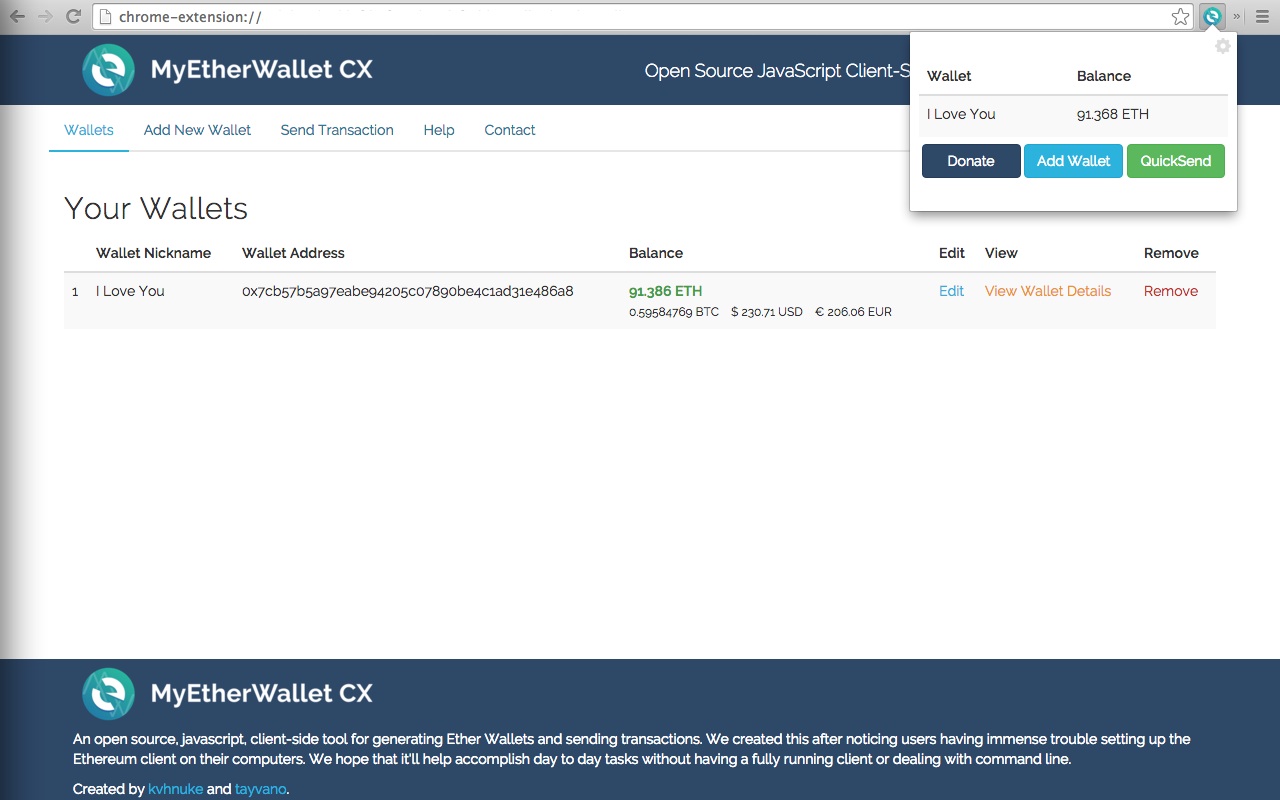 chrome-extension://
»
MyEtherWallet CX
Open Source JavaScript Client-S
Wallet Balance
I Love You 91.368 ETH
Donate Add Wallet QuickSend
Wallets Add New Wallet Send Transaction Help Contact
Your Wallets
Wallet Nickname Wallet Address Balance Edit View Remove
1 I Love You 0x7cb57b5a97eabe94205c07890be4c1ad31e486a8 91.386 ETH Edit View Wallet Details Remove
0.59584769 BTC $ 230.71 USD € 206.06 EUR
MyEtherWallet CX
An open source, javascript, client-side tool for generating Ether Wallets and sending transactions. We created this after noticing users having immense trouble setting up the
Ethereum client on their computers. We hope that it'll help accomplish day to day tasks without having a fully running client or dealing with command line.
Created by kvhnuke and tayvano.